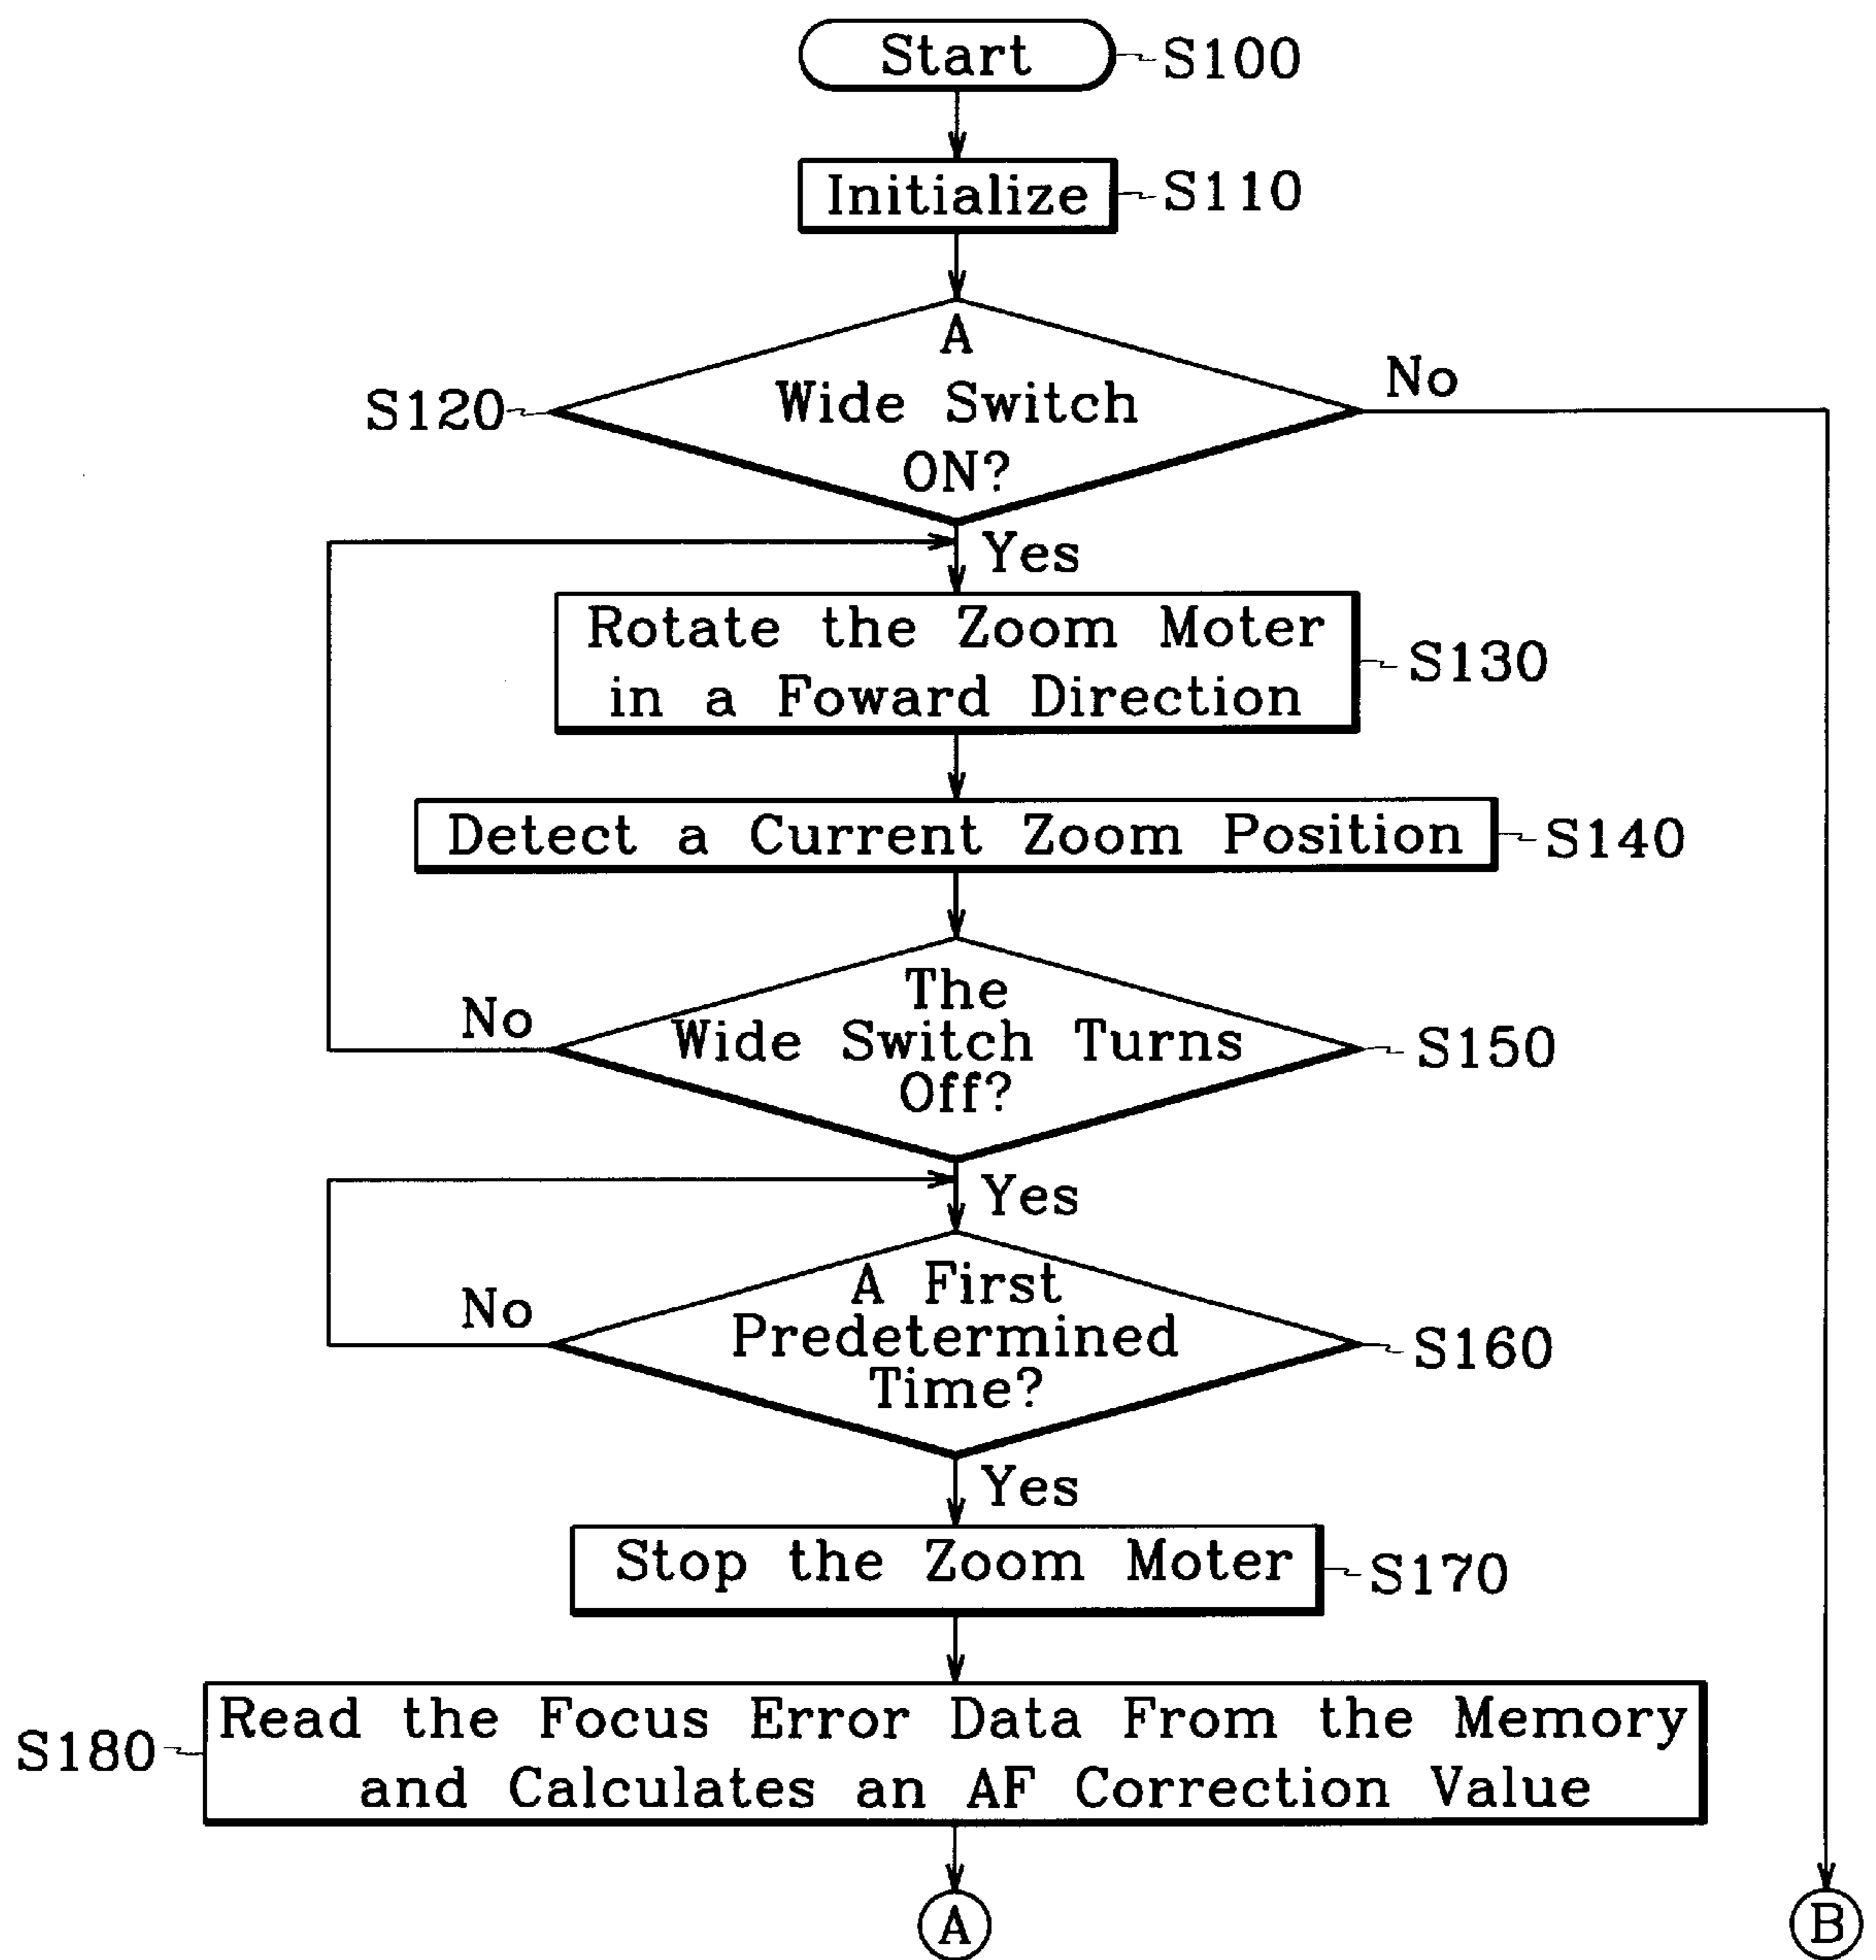 Start
S100
Initialize
S110
A
Wide Switch
ON?
S120
No
Yes
Rotate the Zoom Moter
in a Foward Direction
S130
Detect a Current Zoom Position
S140
The
Wide Switch Turns
Off?
No
S150
Yes
A First
Predetermined
Time?
No
S160
Yes
Stop the Zoom Moter
S170
Read the Focus Error Data From the Memory
and Calculates an AF Correction Value
S180
A
B